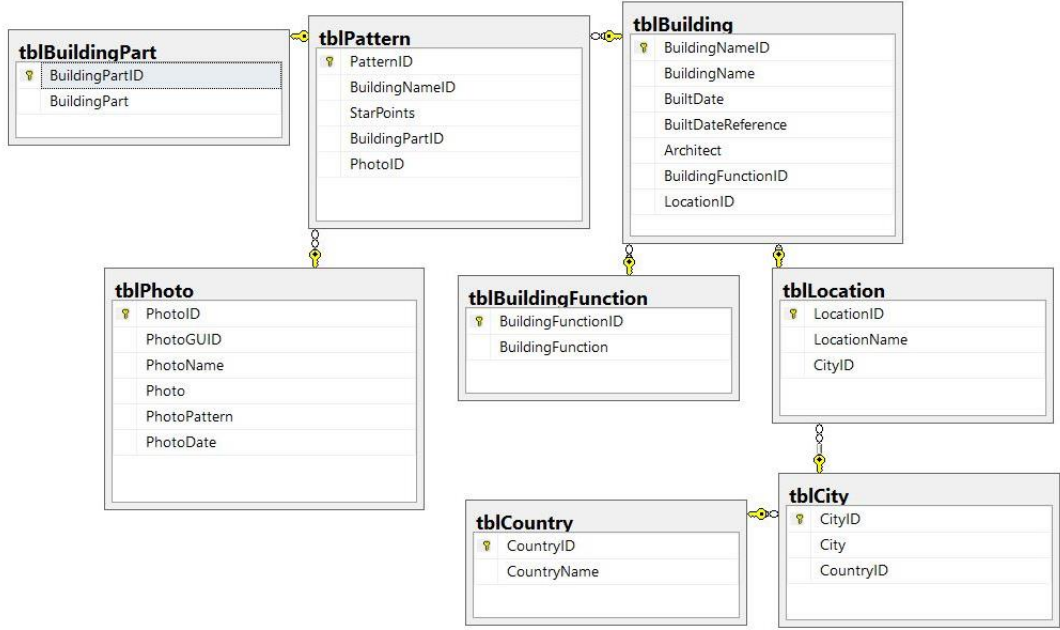 tblBuildingPart
BuildingPartID
BuildingPart
tblPattern
PatternID
BuildingNameID
StarPoints
BuildingPartID
PhotoID
tblBuilding
BuildingNameID
BuildingName
BuiltDate
BuiltDateReference
Architect
BuildingFunctionID
LocationID
tblPhoto
PhotoID
PhotoGUID
PhotoName
Photo
PhotoPattern
PhotoDate
tblBuildingFunction
BuildingFunctionID
BuildingFunction
tblLocation
LocationID
LocationName
CityID
tblCountry
CountryID
CountryName
tblCity
CityID
City
CountryID